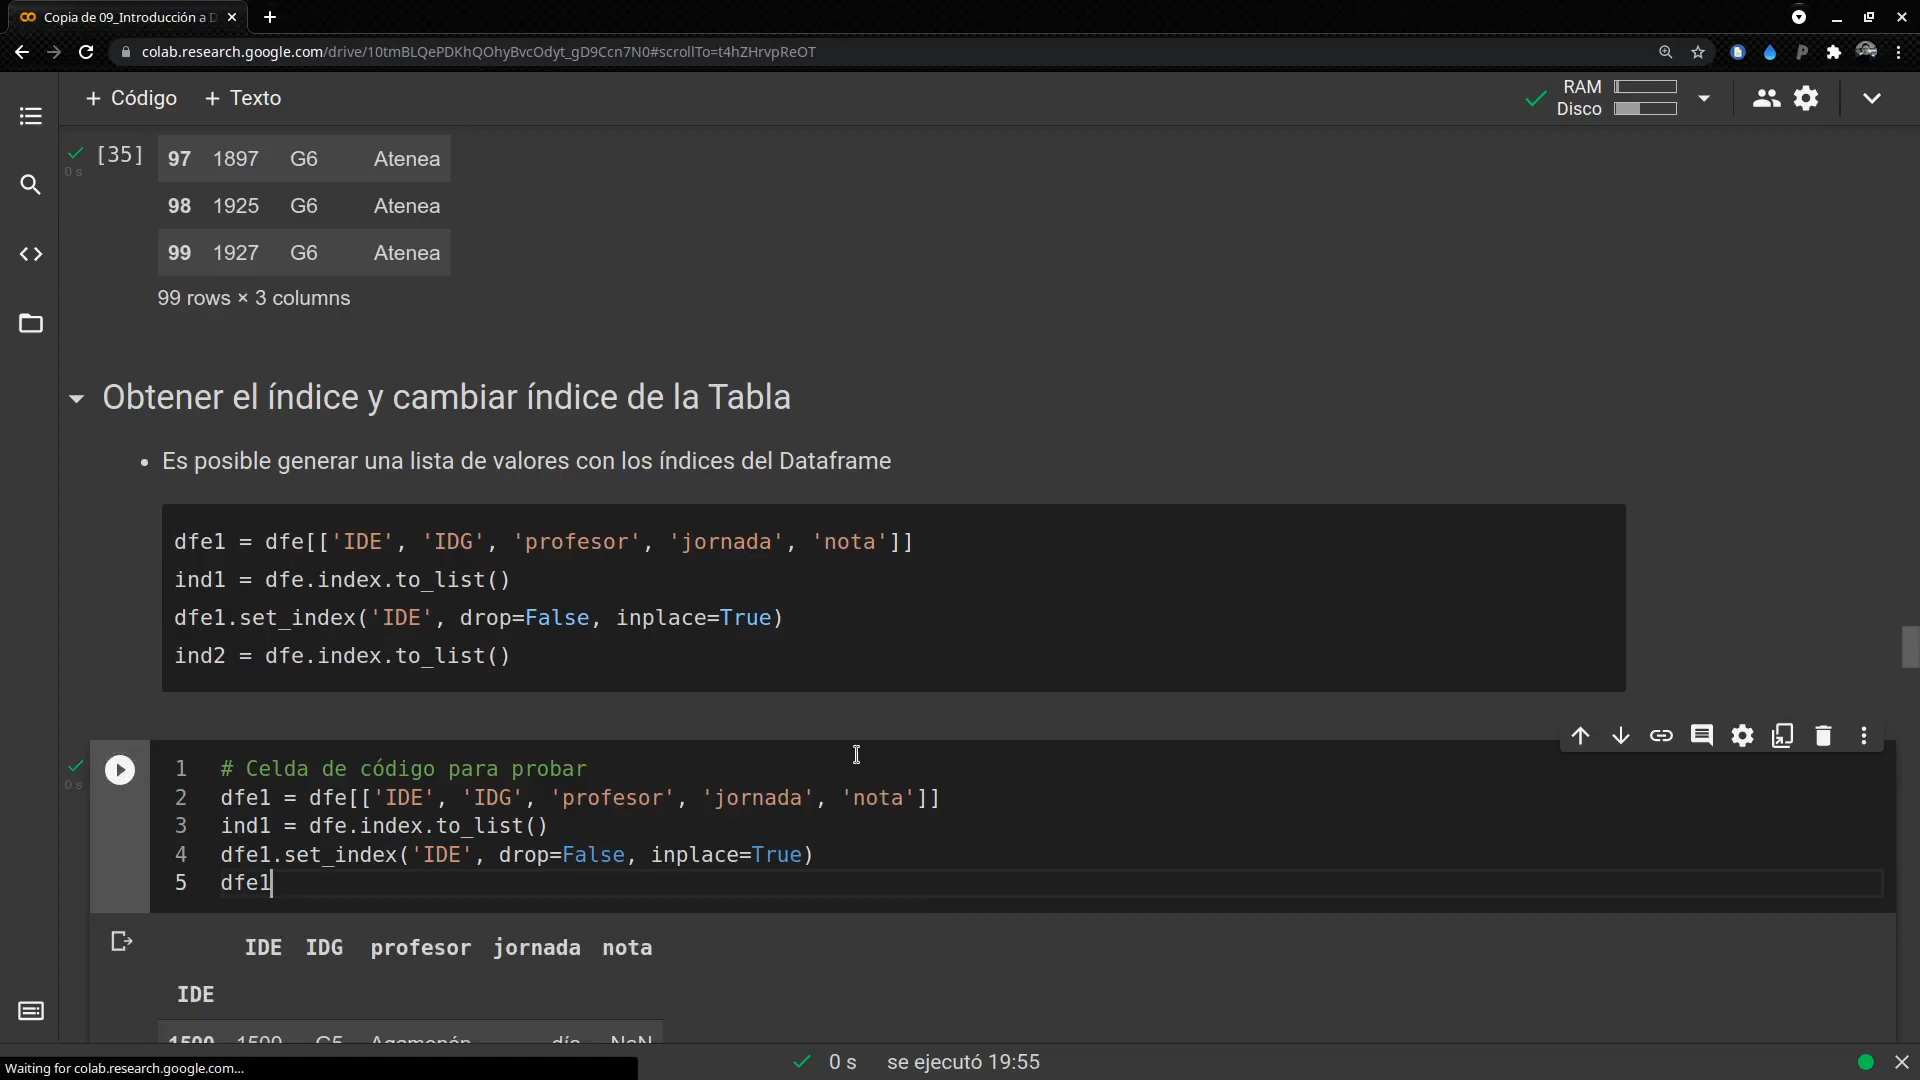 Copia de 09_Introducción a D
colab.research.google.com/drive/10tmBLQePDKhQOhyBvcOdyt_gD9Ccn7N0#scrollTo=t4hZHrvpReOT
+ Código + Texto
RAM
Disco
[35] 97 1897 G6 Atenea
0 s
98 1925 G6 Atenea
99 1927 G6 Atenea
99 rows × 3 columns
Obtener el índice y cambiar índice de la Tabla
• Es posible generar una lista de valores con los índices del Dataframe
dfe1 = dfe[['IDE', 'IDG', 'profesor', 'jornada', 'nota']]
ind1 = dfe.index.to_list()
dfe1.set_index('IDE', drop=False, inplace=True)
ind2 = dfe.index.to_list()
0 s
1 # Celda de código para probar
2 dfe1 = dfe[['IDE', 'IDG', 'profesor', 'jornada', 'nota']]
3 ind1 = dfe.index.to_list()
4 dfe1.set_index('IDE', drop=False, inplace=True)
5 dfe1
IDE IDG profesor jornada nota
IDE
G5 Agamenón día NaN
Waiting for colab.research.google.com...
0 s se ejecutó 19:55